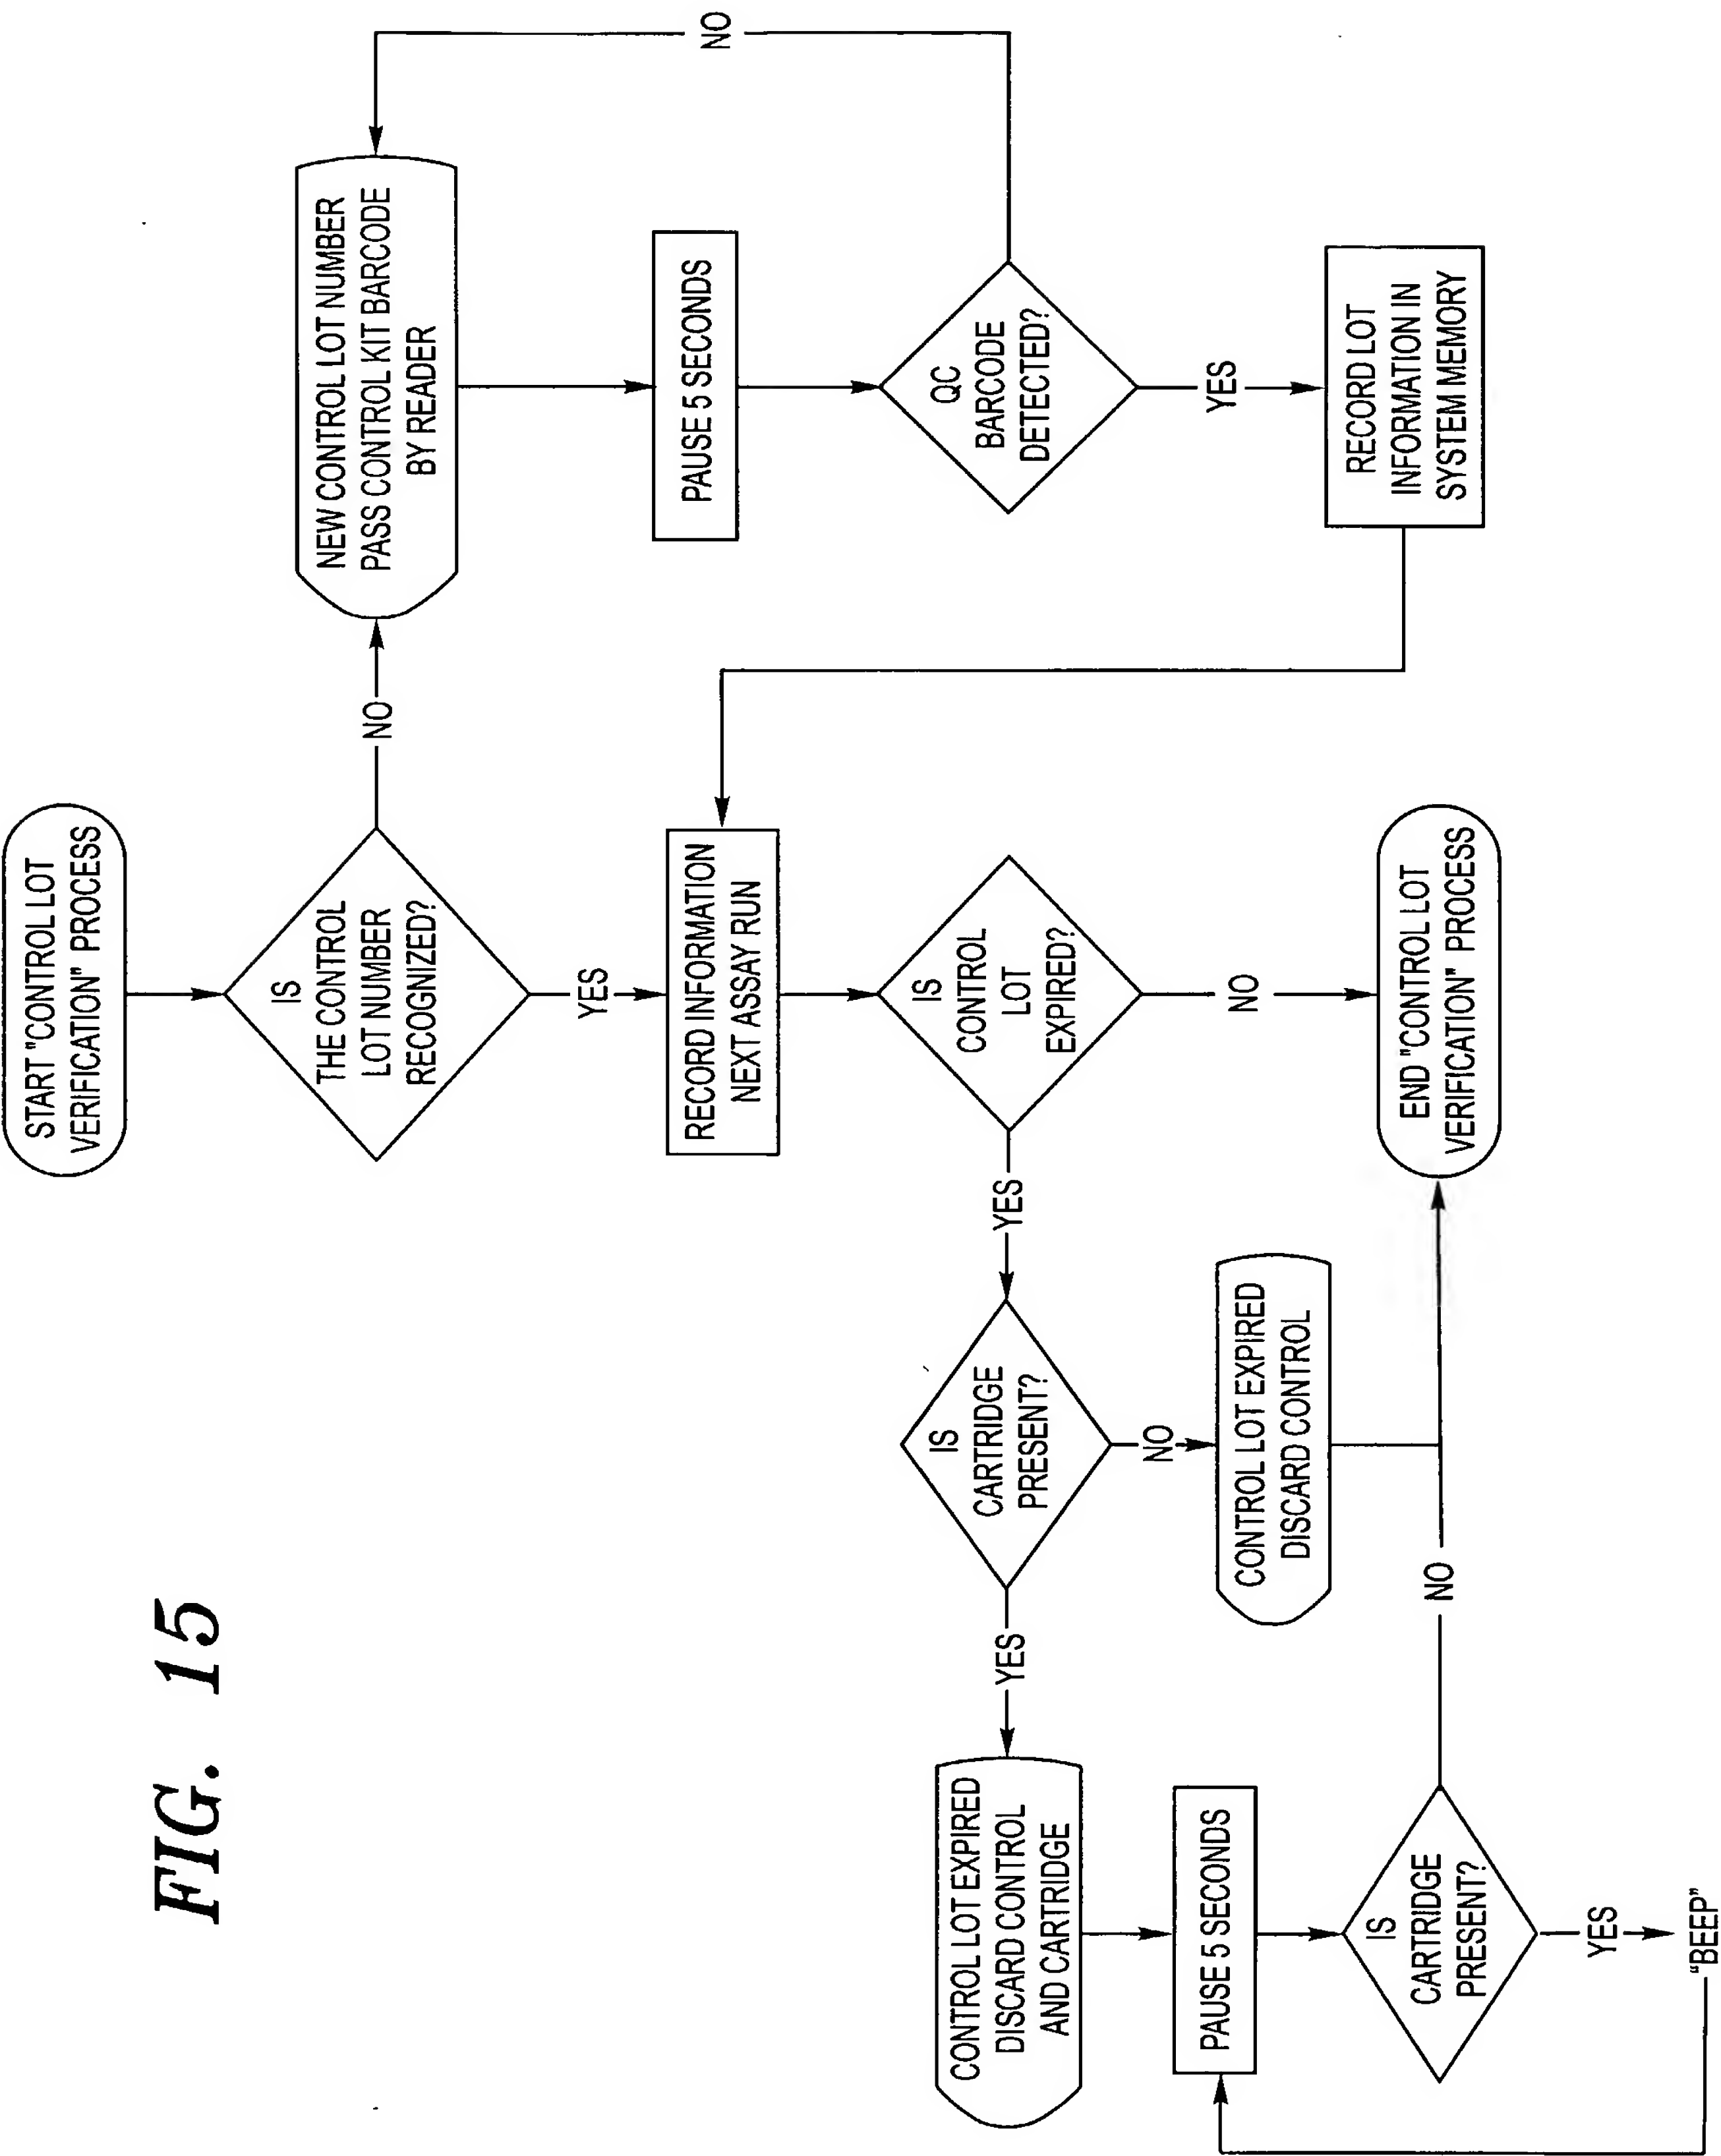 FIG. 15
START "CONTROL LOT
VERIFICATION" PROCESS
IS
THE CONTROL
LOT NUMBER
RECOGNIZED?
NO
NEW CONTROL LOT NUMBER
PASS CONTROL KIT BARCODE
BY READER
PAUSE 5 SECONDS
QC
BARCODE
DETECTED?
NO
YES
RECORD LOT
INFORMATION IN
SYSTEM MEMORY
YES
RECORD INFORMATION
NEXT ASSAY RUN
IS
CONTROL
LOT
EXPIRED?
NO
END "CONTROL LOT
VERIFICATION" PROCESS
YES
IS
CARTRIDGE
PRESENT?
NO
CONTROL LOT EXPIRED
DISCARD CONTROL
YES
CONTROL LOT EXPIRED
DISCARD CONTROL
AND CARTRIDGE
PAUSE 5 SECONDS
IS
CARTRIDGE
PRESENT?
NO
YES
"BEEP"